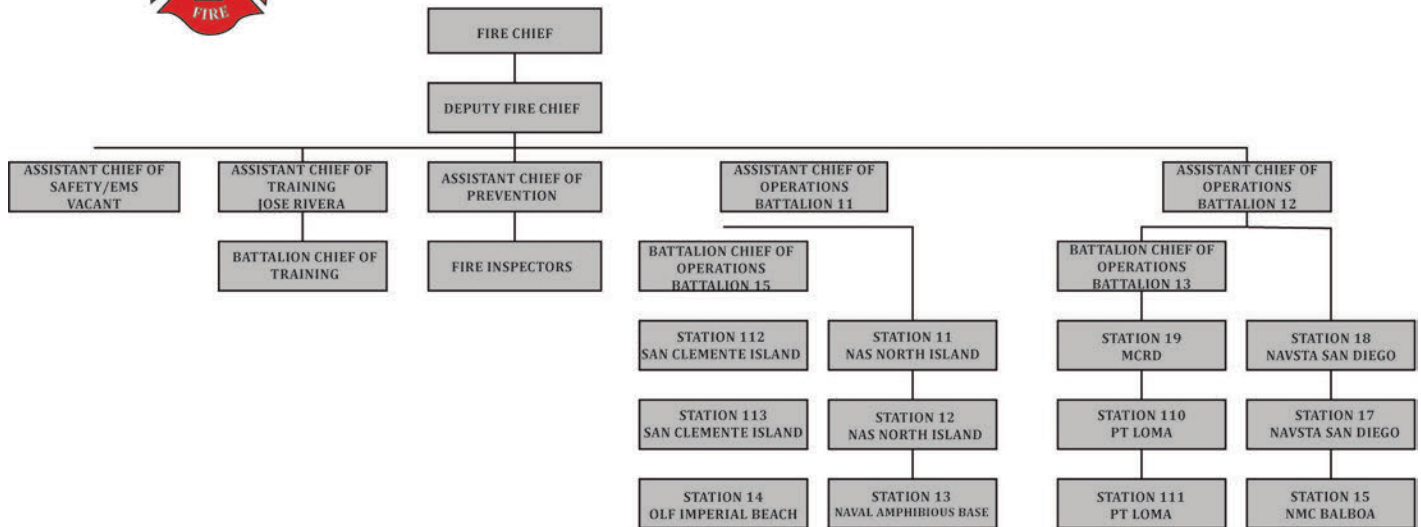 FIRE
FIRE CHIEF
DEPUTY FIRE CHIEF
ASSISTANT CHIEF OF
SAFETY/EMS
VACANT
ASSISTANT CHIEF OF
TRAINING
JOSE RIVERA
ASSISTANT CHIEF OF
PREVENTION
ASSISTANT CHIEF OF
OPERATIONS
BATTALION 11
ASSISTANT CHIEF OF
OPERATIONS
BATTALION 12
BATTALION CHIEF OF
TRAINING
FIRE INSPECTORS
BATTALION CHIEF OF
OPERATIONS
BATTALION 15
BATTALION CHIEF OF
OPERATIONS
BATTALION 13
STATION 112
SAN CLEMENTE ISLAND
STATION 11
NAS NORTH ISLAND
STATION 19
MCRD
STATION 18
NAVSTA SAN DIEGO
STATION 113
SAN CLEMENTE ISLAND
STATION 12
NAS NORTH ISLAND
STATION 110
PT LOMA
STATION 17
NAVSTA SAN DIEGO
STATION 14
OLF IMPERIAL BEACH
STATION 13
NAVAL AMPHIBIOUS BASE
STATION 111
PT LOMA
STATION 15
NMC BALBOA